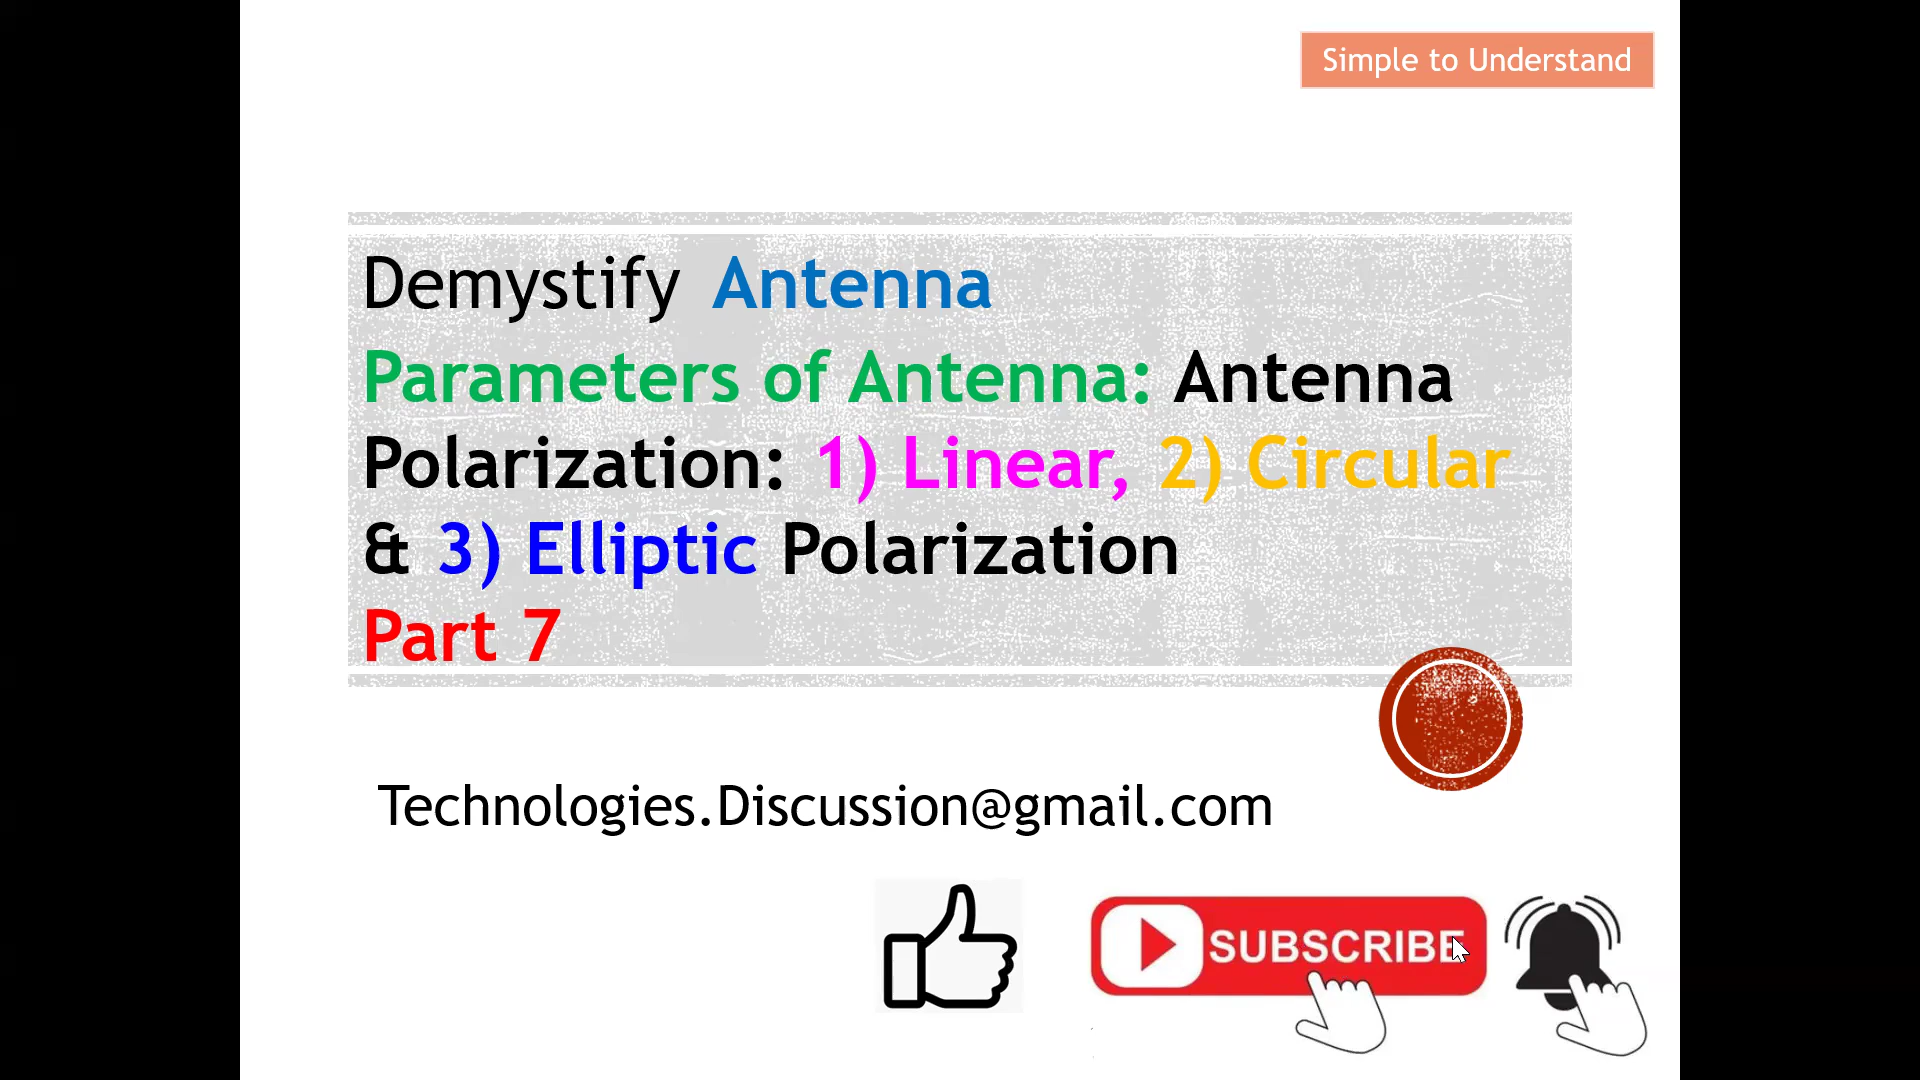 Simple to Understand
Demystify Antenna
Parameters of Antenna: Antenna
Polarization: 1) Linear, 2) Circular
& 3) Elliptic Polarization
Part 7
Technologies.Discussion@gmail.com
SUBSCRIBE